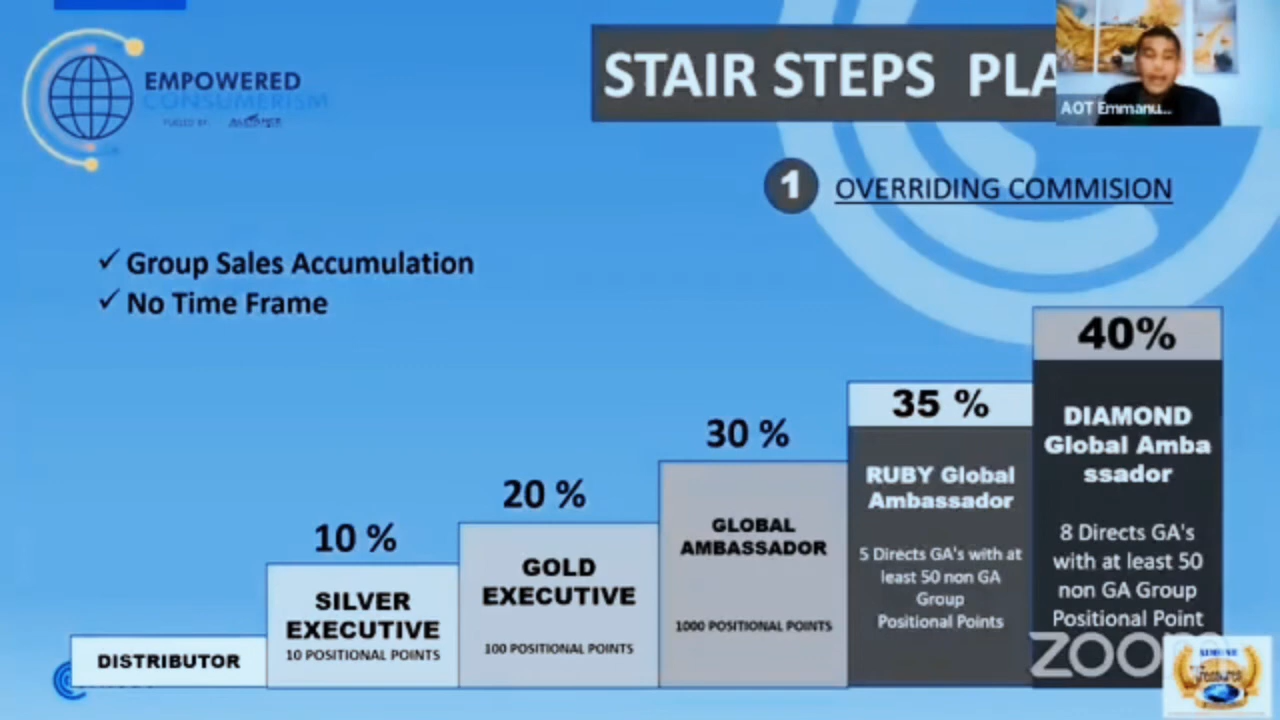 EMPOWERED
CONSUMERISM
FUELED BY:
STAIR STEPS PLA
AOT Emmanu...
1 OVERRIDING COMMISION
✓ Group Sales Accumulation
✓ No Time Frame
DISTRIBUTOR
10 %
SILVER
EXECUTIVE
10 POSITIONAL POINTS
20 %
GOLD
EXECUTIVE
100 POSITIONAL POINTS
30 %
GLOBAL
AMBASSADOR
1000 POSITIONAL POINTS
35 %
RUBY Global
Ambassador
5 Directs GA's with at
least 50 non GA
Group
Positional Points
40%
DIAMOND
Global Amba
ssador
8 Directs GA's
with at least 50
non GA Group
Positional Point
zoom
Treasures